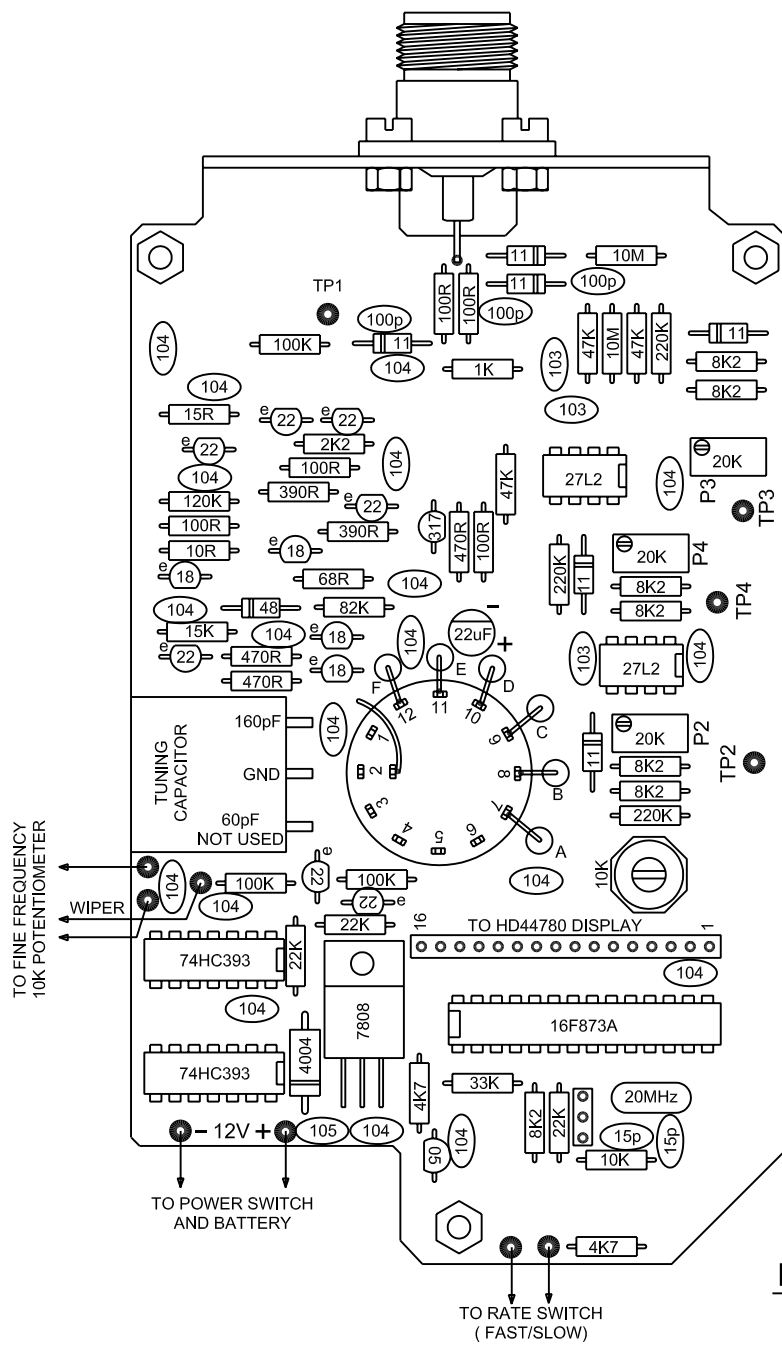 11
10M
11
100p
100p
TP1
100R
100R
100p
11
100K
104
104
1K
103
47K
10M
47K
220K
11
8K2
8K2
103
104
15R
e
22
e
22
e
22
2K2
104
100R
104
120K
390R
e
22
100R
390R
10R
e
18
e
18
68R
317
470R
100R
47K
27L2
104
20K
P3
TP3
20K
P4
220K
11
8K2
8K2
TP4
104
104
48
82K
15K
104
e
18
104
22uF
-
+
e
22
470R
e
18
470R
103
27L2
104
F
E
D
C
B
A
12
11
10
9
8
7
6
5
4
3
2
1
160pF
GND
60pF
NOT USED
TUNING
CAPACITOR
104
11
20K
P2
8K2
8K2
220K
TP2
TO FINE FREQUENCY
10K POTENTIOMETER
WIPER
104
104
100K
e
22
100K
22
e
22K
104
10K
16
TO HD44780 DISPLAY
1
74HC393
22K
104
7808
104
16F873A
74HC393
4004
4K7
33K
8K2
22K
20MHz
15p
15p
10K
- 12V +
105
104
05
104
TO POWER SWITCH
AND BATTERY
4K7
TO RATE SWITCH
( FAST/SLOW)